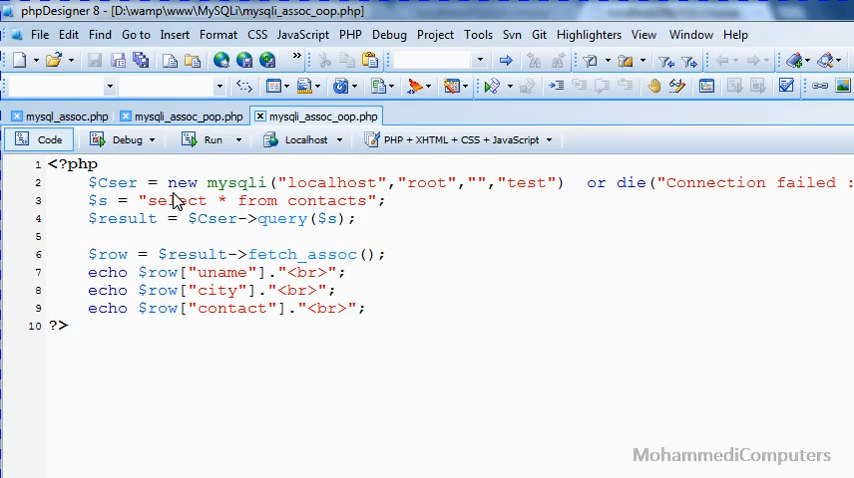 phpDesigner 8 - [D:\wamp\www\MySQLi\mysqli_assoc_oop.php]
File Edit Find Go to Insert Format CSS JavaScript PHP Debug Project Tools Svn Git Highlighters View Window Help
mysql_assoc.php mysqli_assoc_pop.php mysqli_assoc_oop.php
Code Debug Run Localhost PHP + XHTML + CSS + JavaScript
1 <?php
2 $Cser = new mysqli("localhost","root","","test") or die("Connection failed :
3 $s = "select * from contacts";
4 $result = $Cser->query($s);
5
6 $row = $result->fetch_assoc();
7 echo $row["uname"]."<br>";
8 echo $row["city"]."<br>";
9 echo $row["contact"]."<br>";
10 ?>
MohammediComputers